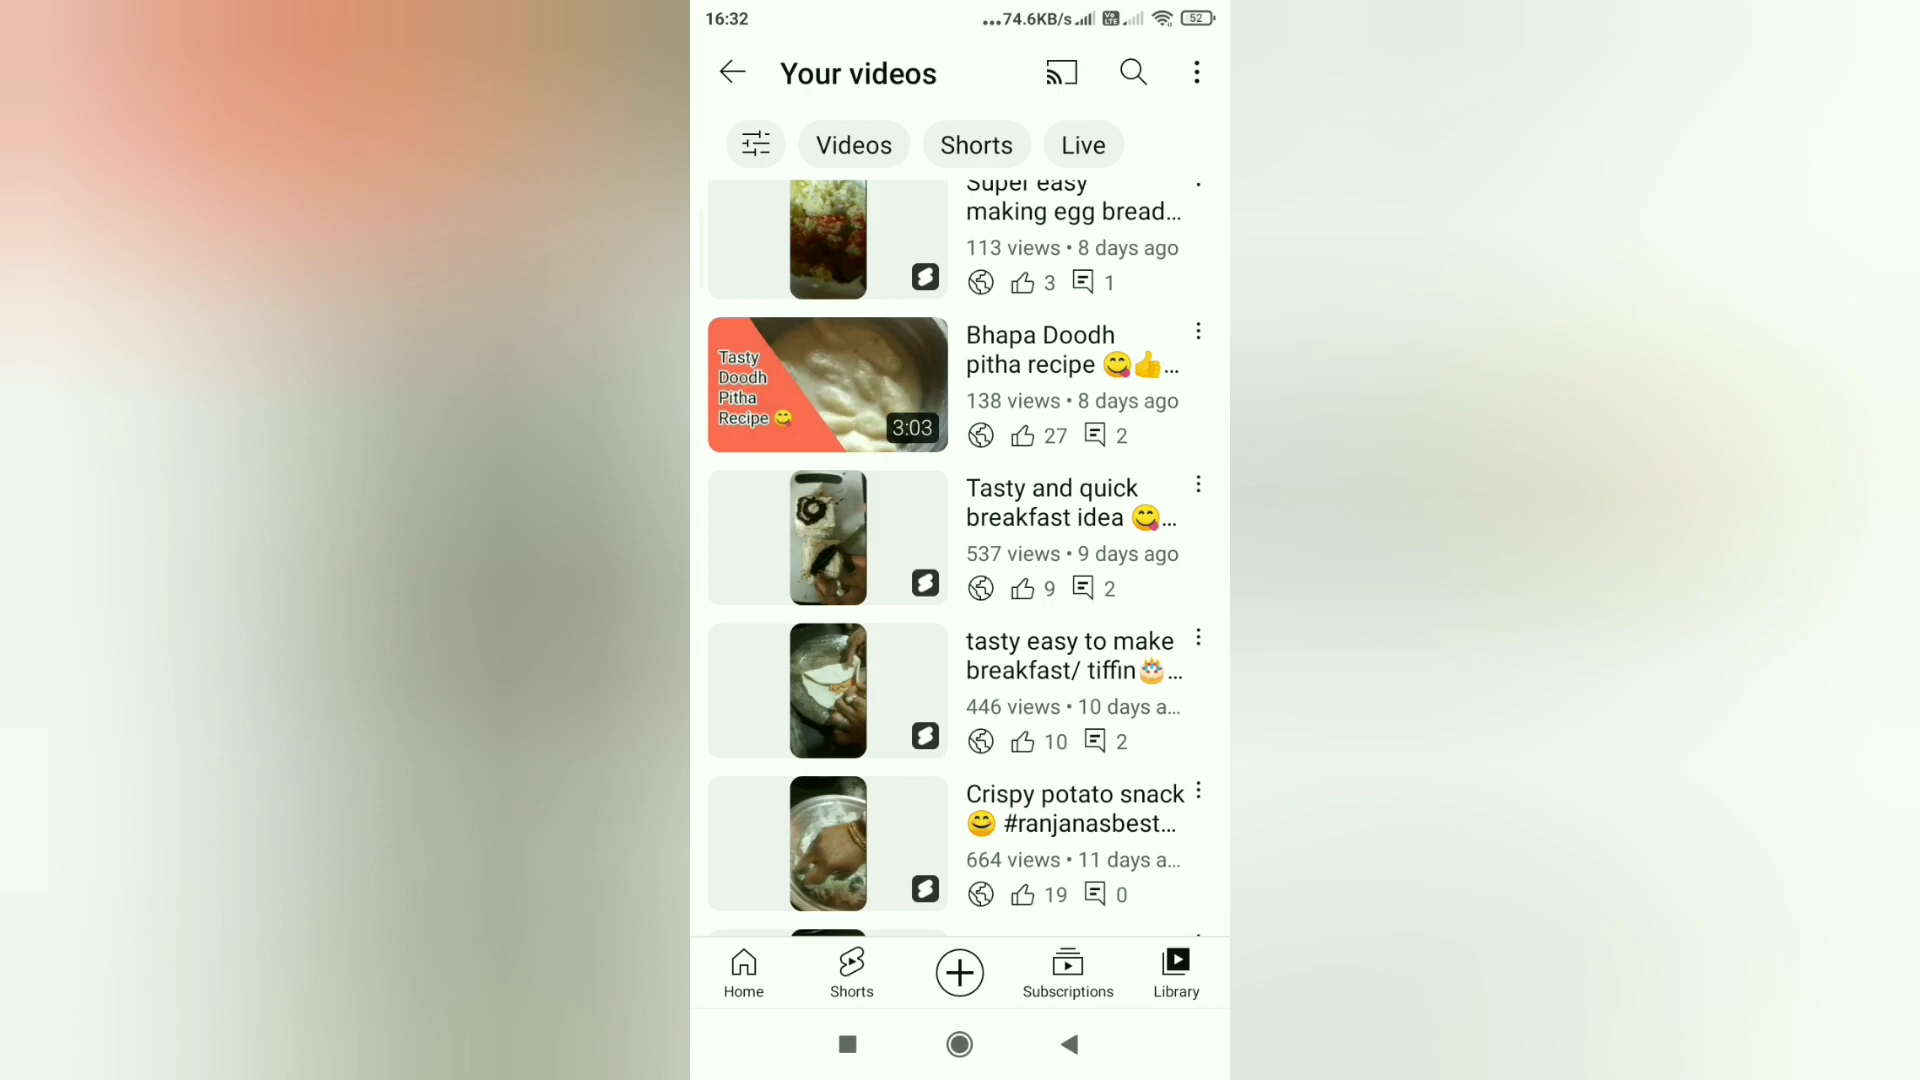 16:32
...74.6KB/s
Vo LTE
52
Your videos
Videos
Shorts
Live
Super easy
making egg bread...
113 views • 8 days ago
3
1
Tasty
Doodh
Pitha
Recipe 😋
3:03
Bhapa Doodh
pitha recipe 😋👍...
138 views • 8 days ago
27
2
Tasty and quick
breakfast idea 😋...
537 views • 9 days ago
9
2
tasty easy to make
breakfast/ tiffin🎂...
446 views • 10 days a...
10
2
Crispy potato snack
😊 #ranjanasbest...
664 views • 11 days a...
19
0
Home
Shorts
Subscriptions
Library